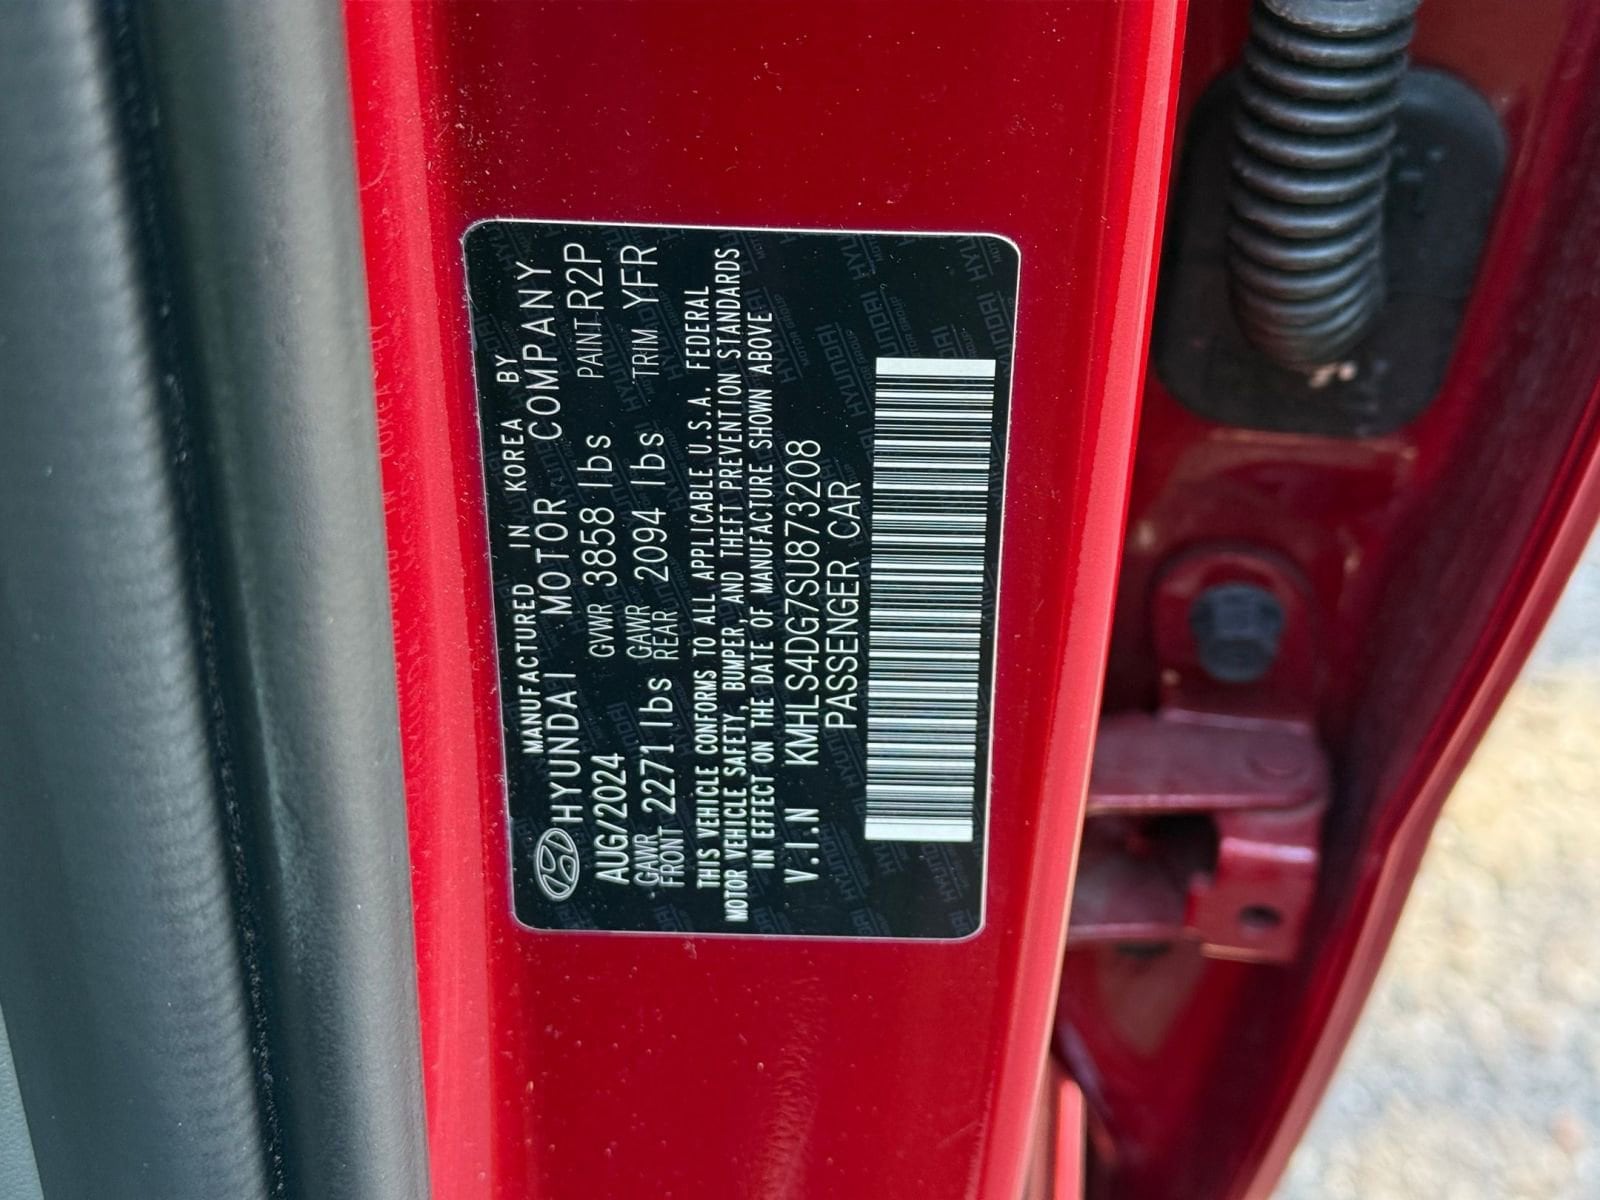 MANUFACTURED IN KOREA BY
HYUNDAI MOTOR COMPANY
AUG/2024 GVWR 3858 lbs PAINT R2P
GAWR FRONT 2271 lbs GAWR REAR 2094 lbs TRIM YFR
THIS VEHICLE CONFORMS TO ALL APPLICABLE U.S.A. FEDERAL
MOTOR VEHICLE SAFETY, BUMPER, AND THEFT PREVENTION STANDARDS
IN EFFECT ON THE DATE OF MANUFACTURE SHOWN ABOVE
V.I.N KMHLS4DG7SU873208
PASSENGER CAR